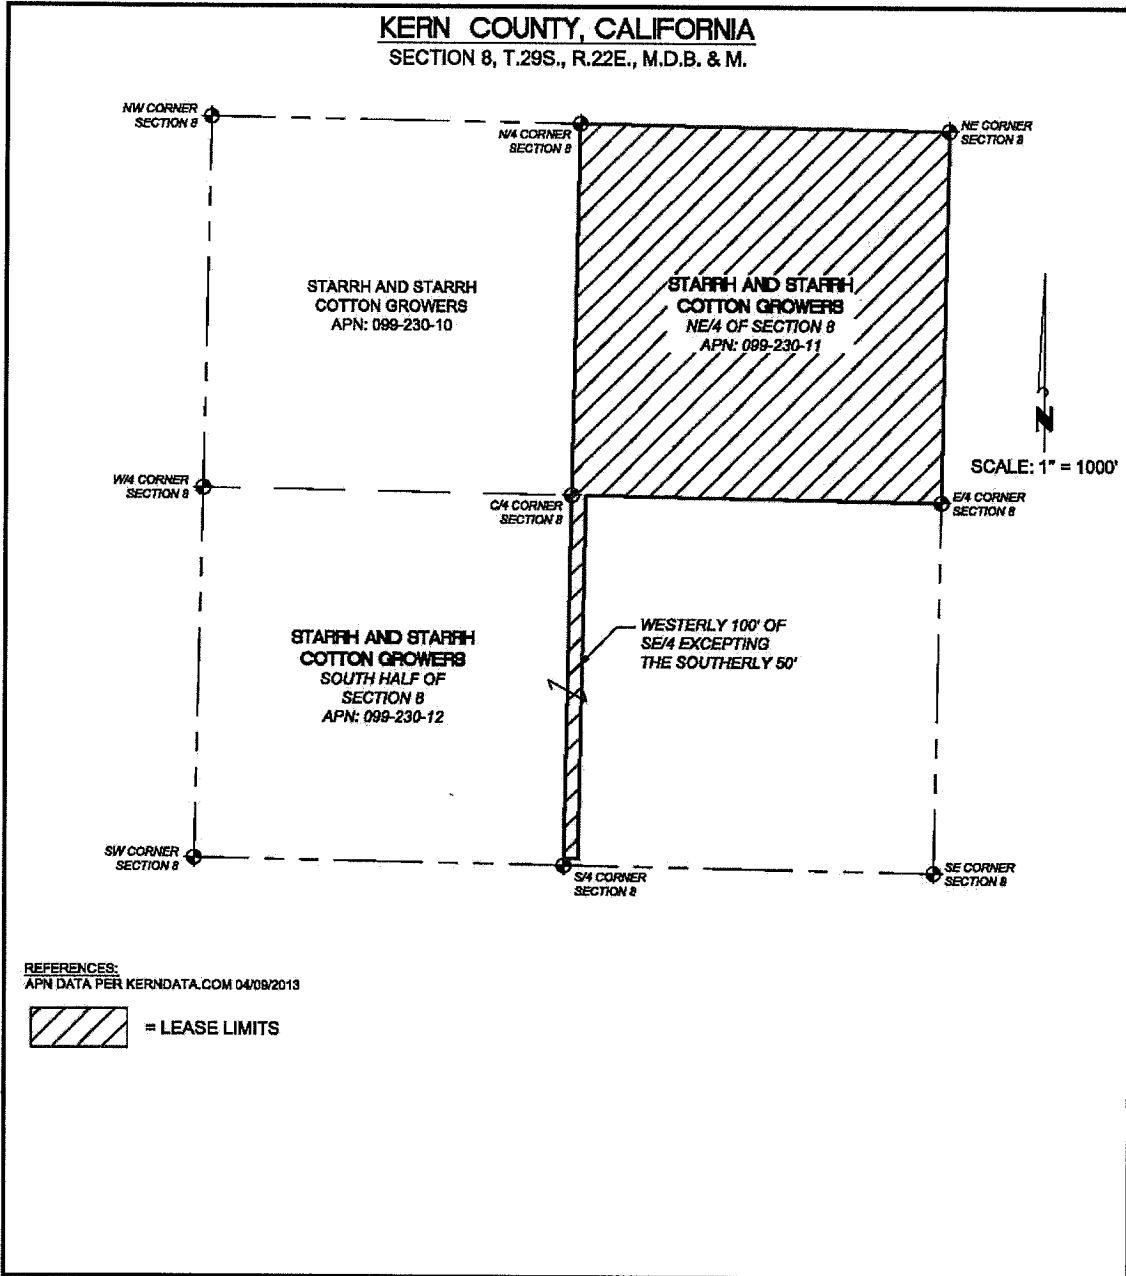 KERN COUNTY, CALIFORNIA
SECTION 8, T.29S., R.22E., M.D.B. & M.
NW CORNER
SECTION 8
N/4 CORNER
SECTION 8
NE CORNER
SECTION 8
STARRH AND STARRH
COTTON GROWERS
APN: 099-230-10
STARRH AND STARRH
COTTON GROWERS
NE/4 OF SECTION 8
APN: 099-230-11
N
SCALE: 1" = 1000'
W/4 CORNER
SECTION 8
C/4 CORNER
SECTION 8
E/4 CORNER
SECTION 8
WESTERLY 100' OF
SE/4 EXCEPTING
THE SOUTHERLY 50'
STARRH AND STARRH
COTTON GROWERS
SOUTH HALF OF
SECTION 8
APN: 099-230-12
SW CORNER
SECTION 8
S/4 CORNER
SECTION 8
SE CORNER
SECTION 8
REFERENCES:
APN DATA PER KERNDATA.COM 04/09/2013
= LEASE LIMITS